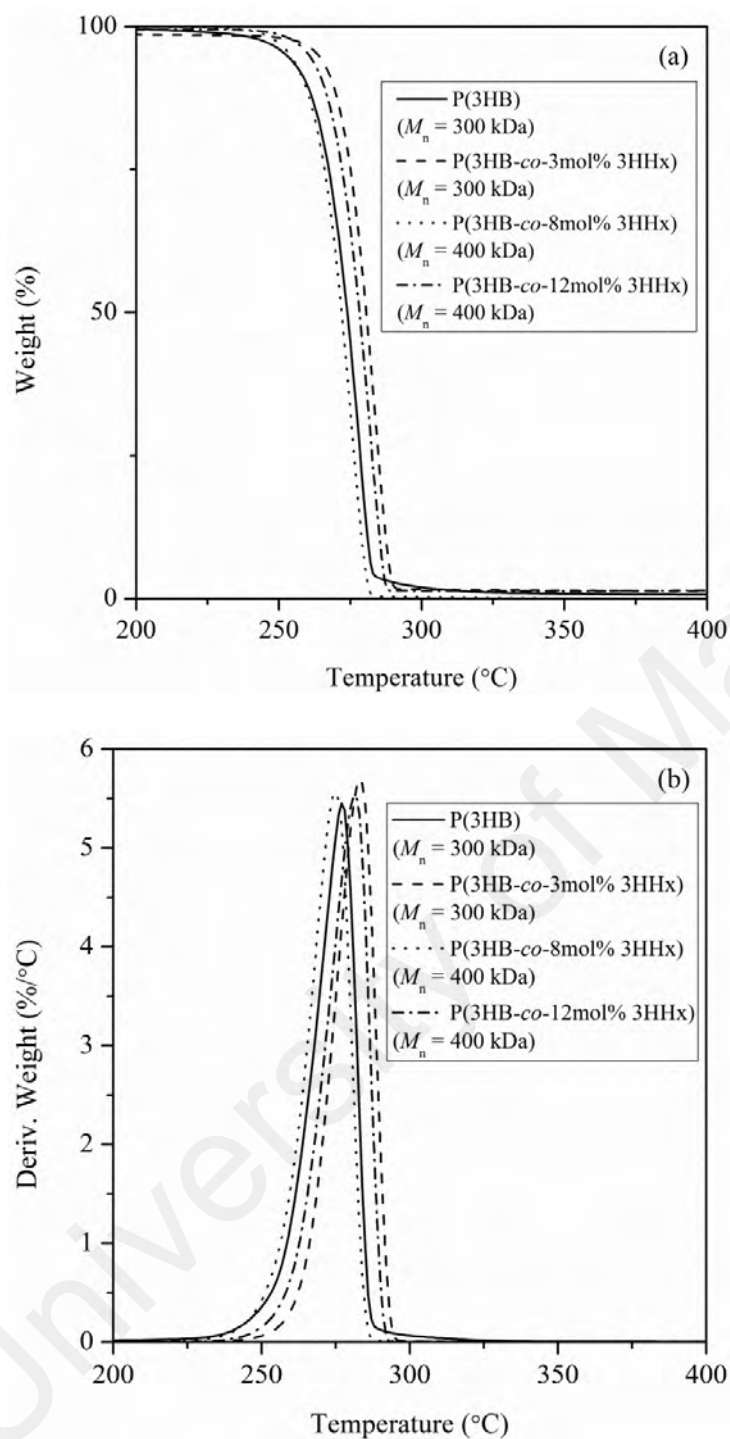 100
(a)
P(3HB)
(Mn = 300 kDa)
P(3HB-co-3mol% 3HHx)
(Mn = 300 kDa)
P(3HB-co-8mol% 3HHx)
(Mn = 400 kDa)
P(3HB-co-12mol% 3HHx)
(Mn = 400 kDa)
Weight (%)
50
0
200
250
300
350
400
Temperature (°C)
6
(b)
P(3HB)
(Mn = 300 kDa)
P(3HB-co-3mol% 3HHx)
(Mn = 300 kDa)
P(3HB-co-8mol% 3HHx)
(Mn = 400 kDa)
P(3HB-co-12mol% 3HHx)
(Mn = 400 kDa)
5
4
Deriv. Weight (%/°C)
3
2
1
0
200
250
300
350
400
Temperature (°C)
University of Ma